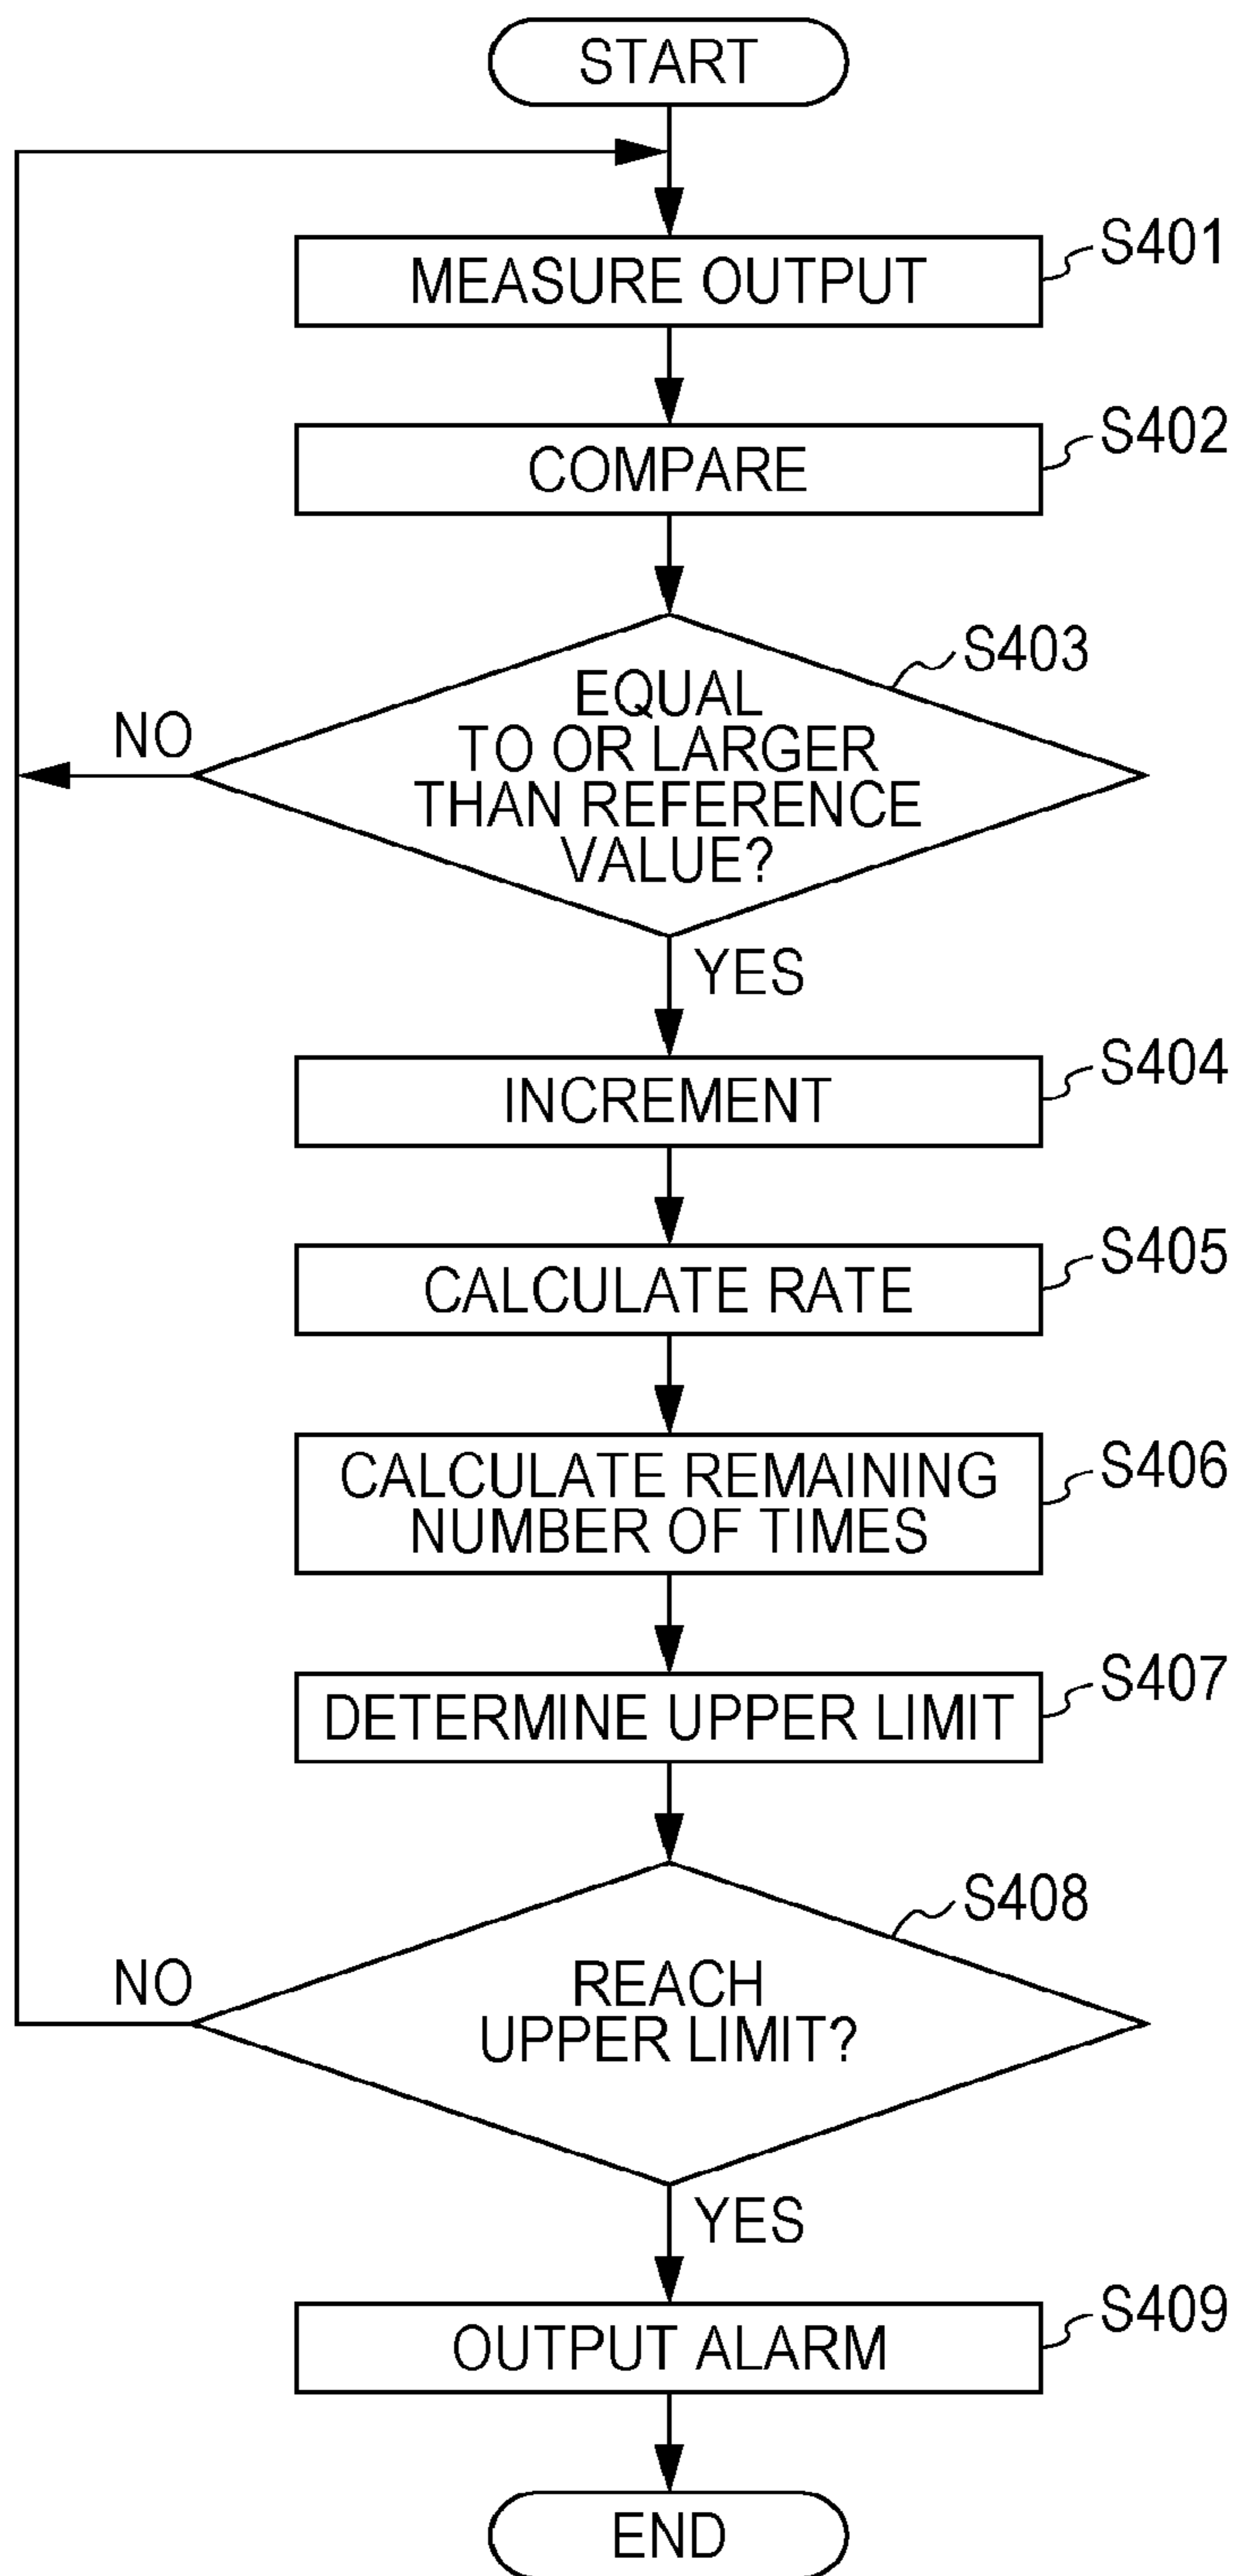 START
MEASURE OUTPUT
S401
COMPARE
S402
S403
EQUAL
TO OR LARGER
THAN REFERENCE
VALUE?
NO
YES
INCREMENT
S404
CALCULATE RATE
S405
CALCULATE REMAINING
NUMBER OF TIMES
S406
DETERMINE UPPER LIMIT
S407
S408
REACH
UPPER LIMIT?
NO
YES
OUTPUT ALARM
S409
END